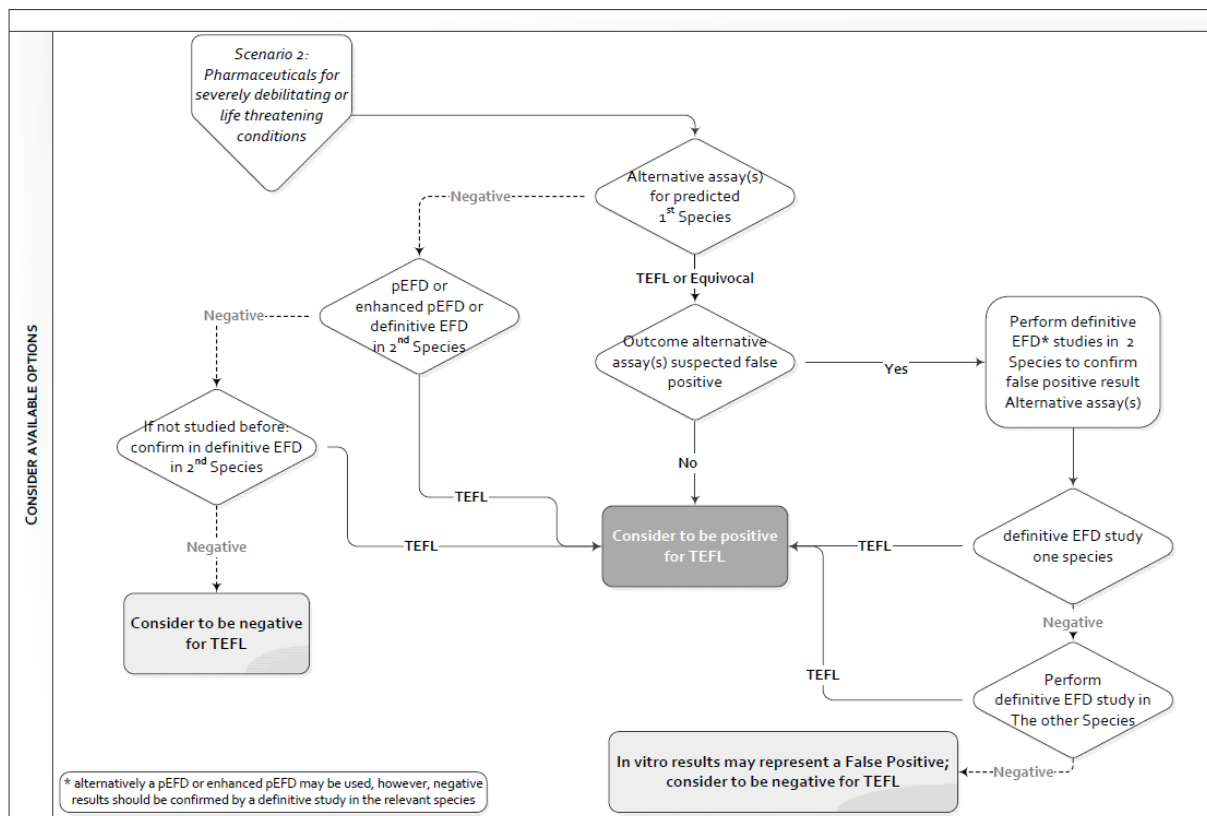 CONSIDER AVAILABLE OPTIONS
Scenario 2:
Pharmaceuticals for
severely debilitating or
life threatening
conditions
Alternative assay(s)
for predicted
1st Species
Negative
TEFL or Equivocal
pEFD or
enhanced pEFD or
definitive EFD
in 2nd Species
Negative
Outcome alternative
assay(s) suspected false
positive
Yes
Perform definitive
EFD* studies in 2
Species to confirm
false positive result
Alternative assay(s)
If not studied before:
confirm in definitive EFD
in 2nd Species
No
TEFL
Negative
TEFL
Consider to be positive
for TEFL
TEFL
definitive EFD study
one species
Consider to be negative
for TEFL
Negative
TEFL
Perform
definitive EFD study in
The other Species
Negative
In vitro results may represent a False Positive;
consider to be negative for TEFL
* alternatively a pEFD or enhanced pEFD may be used, however, negative
results should be confirmed by a definitive study in the relevant species